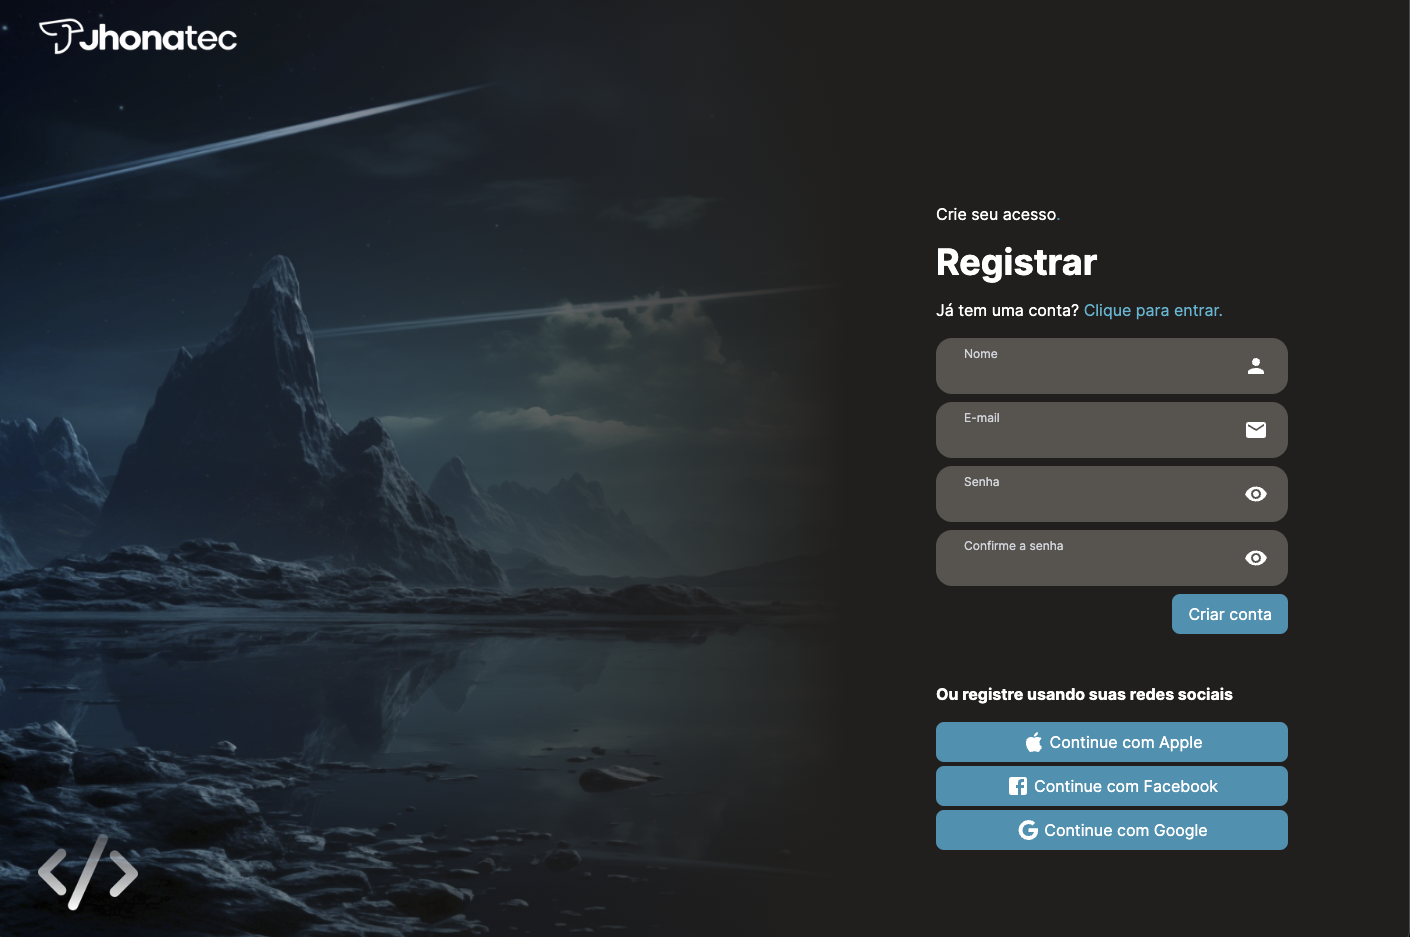 Jhonatec
Crie seu acesso.
Registrar
Já tem uma conta? Clique para entrar.
Nome
E-mail
Senha
Confirme a senha
Criar conta
Ou registre usando suas redes sociais
Continue com Apple
Continue com Facebook
Continue com Google
</>